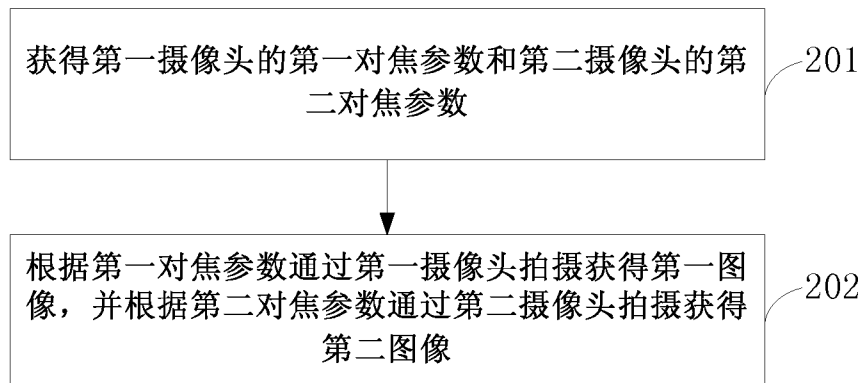 获得第一摄像头的第一对焦参数和第二摄像头的第
二对焦参数
201
根据第一对焦参数通过第一摄像头拍摄获得第一图
像，并根据第二对焦参数通过第二摄像头拍摄获得
第二图像
202